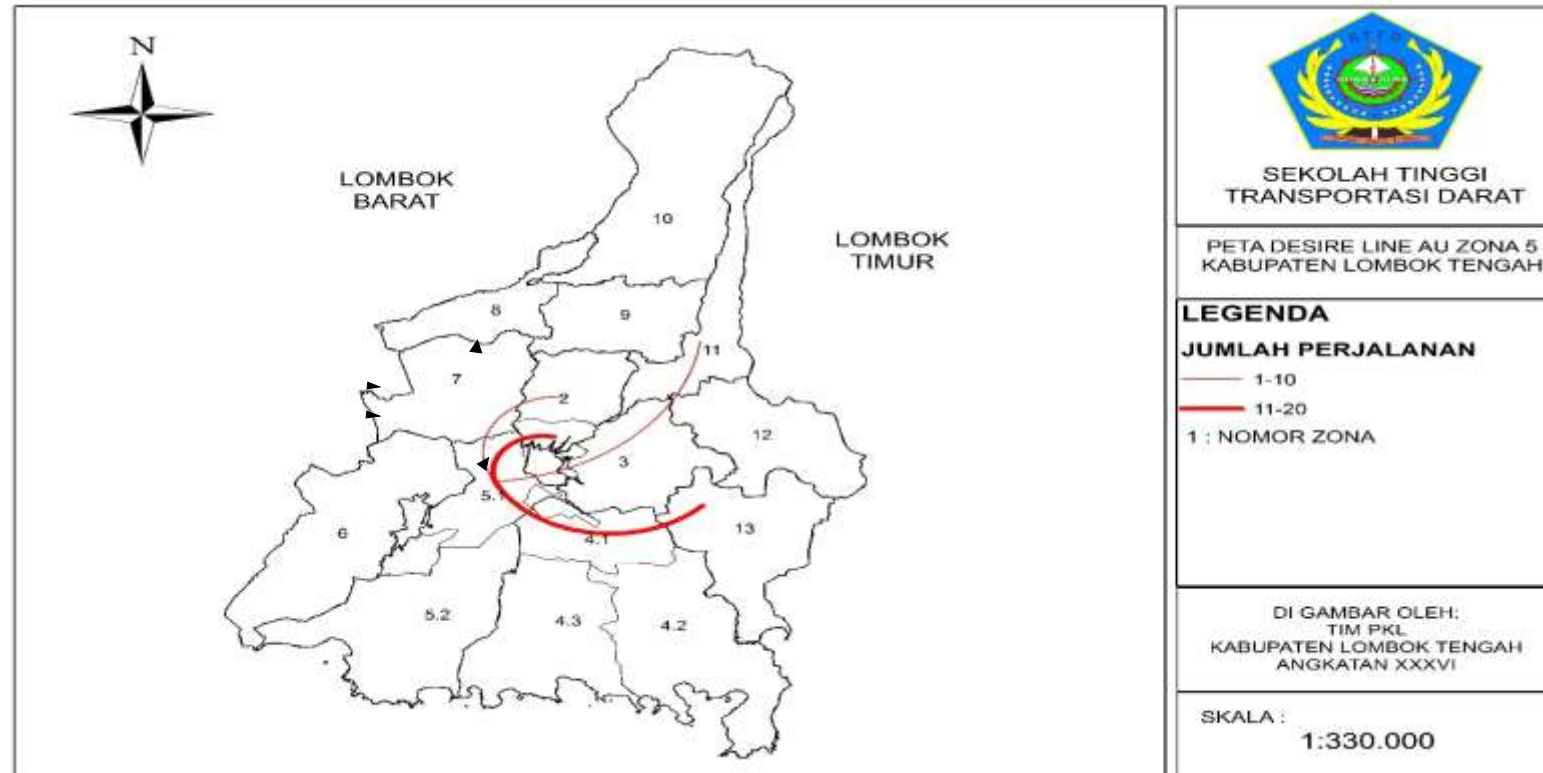 N
LOMBOK
BARAT
LOMBOK
TIMUR
10
8
9
11
7
2
12
3
5.1
6
13
4.1
5.2
4.3
4.2
SEKOLAH TINGGI
TRANSPORTASI DARAT
PETA DESIRE LINE AU ZONA 5
KABUPATEN LOMBOK TENGAH
LEGENDA
JUMLAH PERJALANAN
1-10
11-20
1 : NOMOR ZONA
DI GAMBAR OLEH:
TIM PKL
KABUPATEN LOMBOK TENGAH
ANGKATAN XXXVI
SKALA :
1:330.000